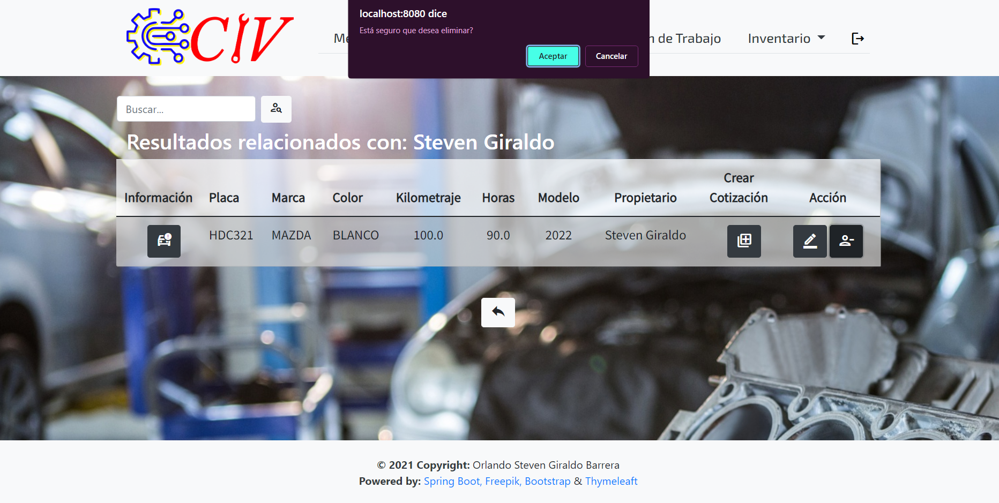 CIV
localhost:8080 dice
Está seguro que desea eliminar?
Aceptar Cancelar
de Trabajo Inventario
Buscar...
Resultados relacionados con: Steven Giraldo
Información Placa Marca Color Kilometraje Horas Modelo Propietario Crear Cotización Acción
HDC321 MAZDA BLANCO 100.0 90.0 2022 Steven Giraldo
© 2021 Copyright: Orlando Steven Giraldo Barrera
Powered by: Spring Boot, Freepik, Bootstrap & Thymeleaft